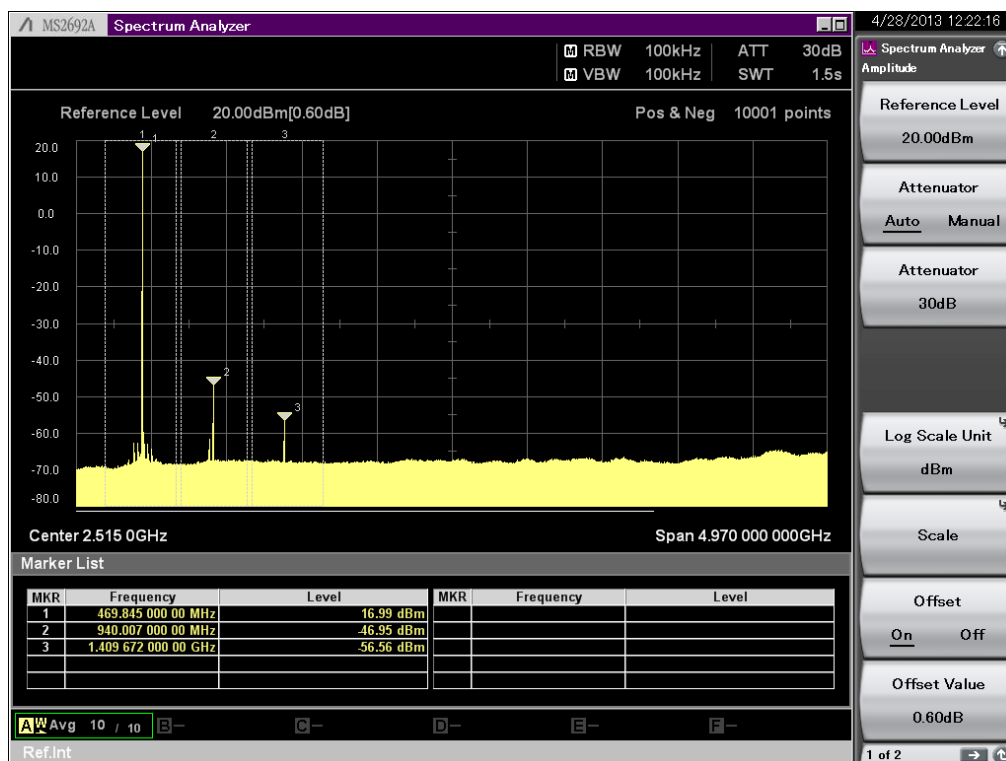 MS2692A Spectrum Analyzer
4/28/2013 12:22:16
M RBW 100kHz ATT 30dB
M VBW 100kHz SWT 1.5s
Spectrum Analyzer
Amplitude
Reference Level 20.00dBm[0.60dB] Pos & Neg 10001 points
1 1 2 3
20.0
10.0
0.0
-10.0
-20.0
-30.0
-40.0
-50.0
-60.0
-70.0
-80.0
2
3
Center 2.515 0GHz Span 4.970 000 000GHz
Marker List
MKR Frequency Level MKR Frequency Level
1 469.845 000 00 MHz 16.99 dBm
2 940.007 000 00 MHz -46.95 dBm
3 1.409 672 000 00 GHz -56.56 dBm
A W Avg 10 / 10 B- C- D- E- F-
Ref.Int
Reference Level
20.00dBm
Attenuator
Auto Manual
Attenuator
30dB
Log Scale Unit
dBm
Scale
Offset
On Off
Offset Value
0.60dB
1 of 2